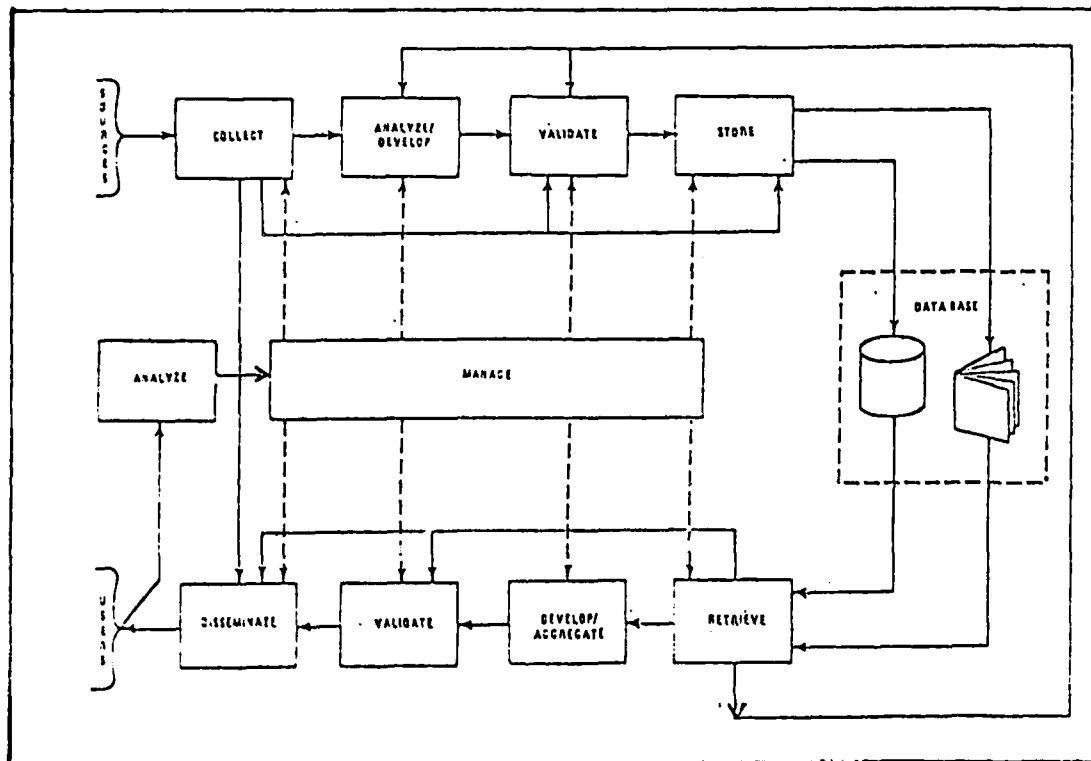 SOURCES
COLLECT
ANALYZE/
DEVELOP
VALIDATE
STORE
DATA BASE
ANALYZE
MANAGE
USERS
DISSEMINATE
VALIDATE
DEVELOP/
AGGREGATE
RETRIEVE